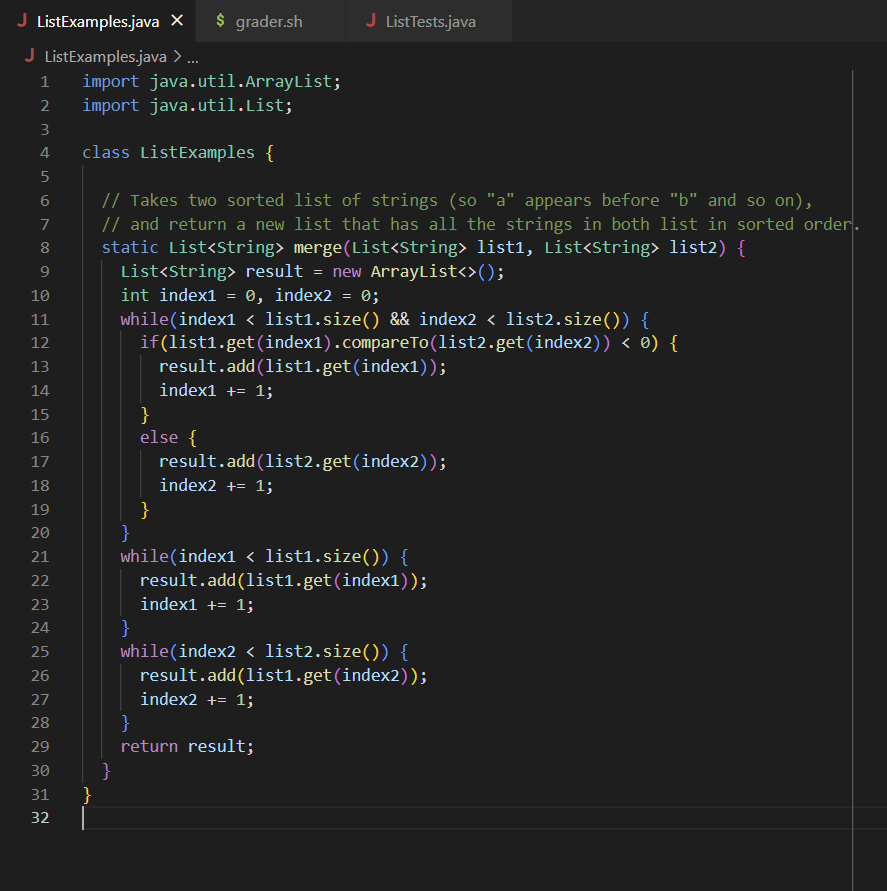 J ListExamples.java × $ grader.sh J ListTests.java
J ListExamples.java > ...
1 import java.util.ArrayList;
2 import java.util.List;
3
4 class ListExamples {
5
6   // Takes two sorted list of strings (so "a" appears before "b" and so on),
7   // and return a new list that has all the strings in both list in sorted order.
8   static List<String> merge(List<String> list1, List<String> list2) {
9     List<String> result = new ArrayList<>();
10     int index1 = 0, index2 = 0;
11     while(index1 < list1.size() && index2 < list2.size()) {
12       if(list1.get(index1).compareTo(list2.get(index2)) < 0) {
13         result.add(list1.get(index1));
14         index1 += 1;
15       }
16       else {
17         result.add(list2.get(index2));
18         index2 += 1;
19       }
20     }
21     while(index1 < list1.size()) {
22       result.add(list1.get(index1));
23       index1 += 1;
24     }
25     while(index2 < list2.size()) {
26       result.add(list1.get(index2));
27       index2 += 1;
28     }
29     return result;
30   }
31 }
32